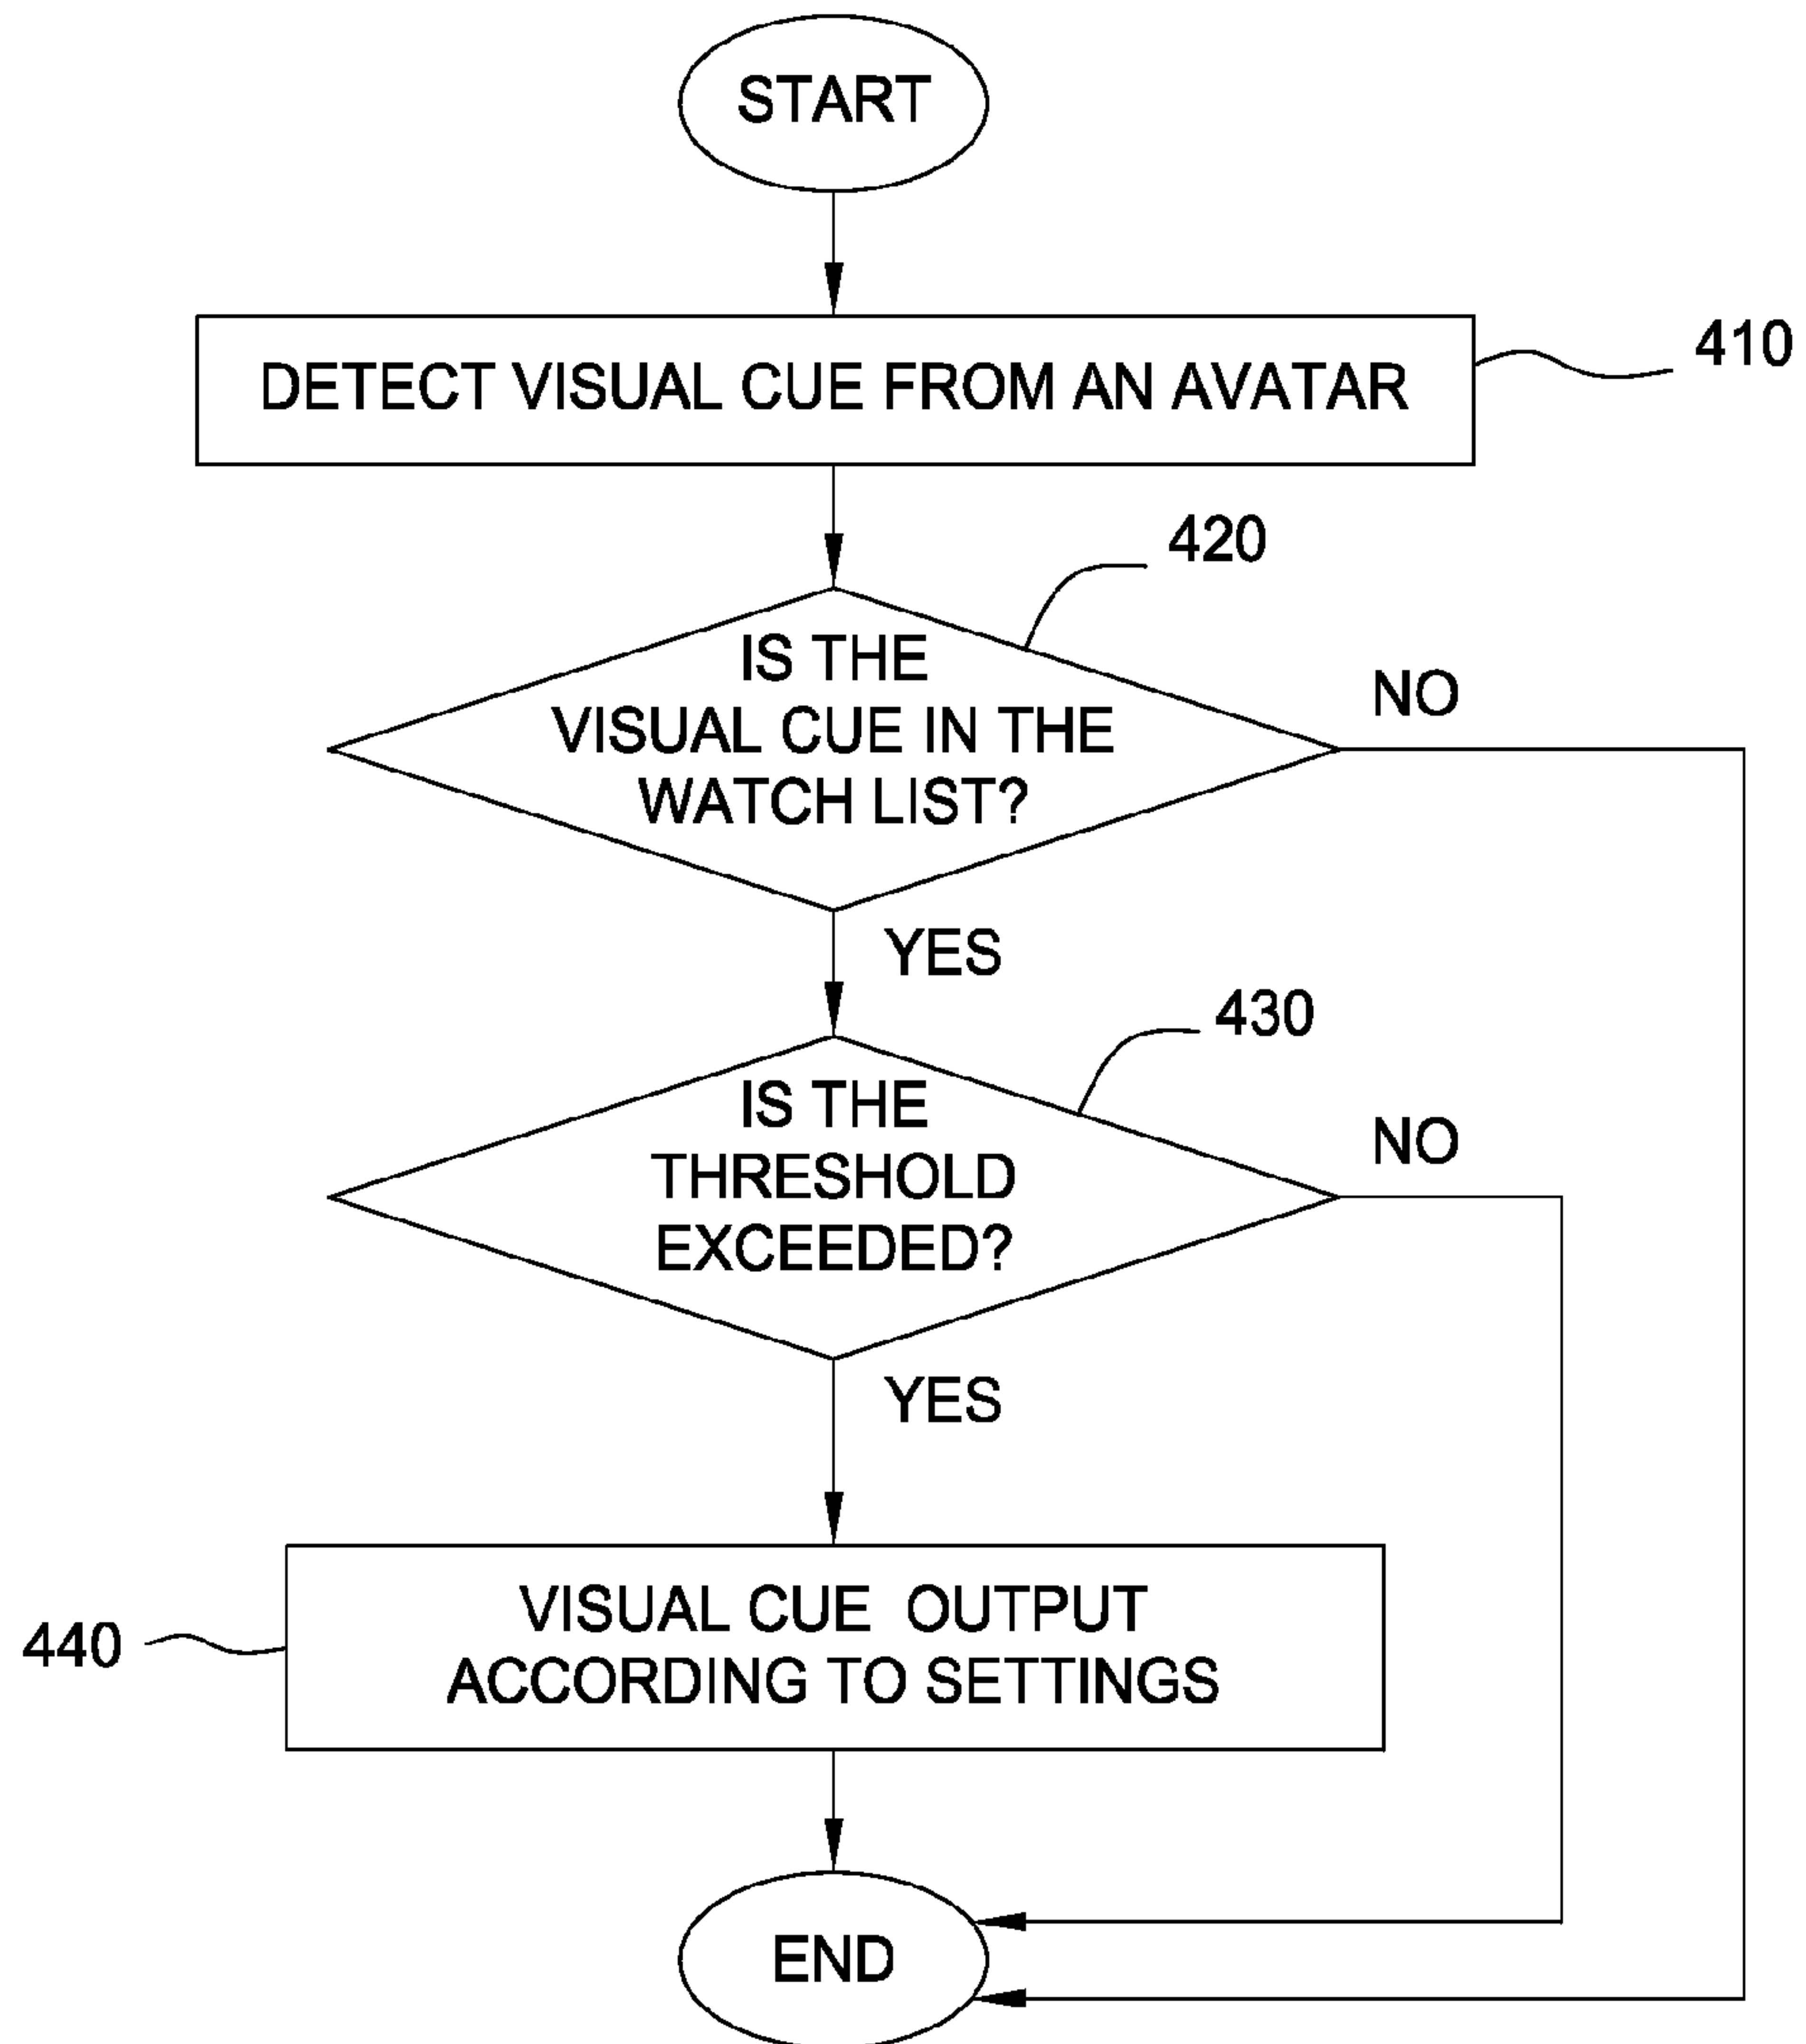 START
DETECT VISUAL CUE FROM AN AVATAR
410
420
IS THE
VISUAL CUE IN THE
WATCH LIST?
NO
YES
430
IS THE
THRESHOLD
EXCEEDED?
NO
YES
440
VISUAL CUE OUTPUT
ACCORDING TO SETTINGS
END